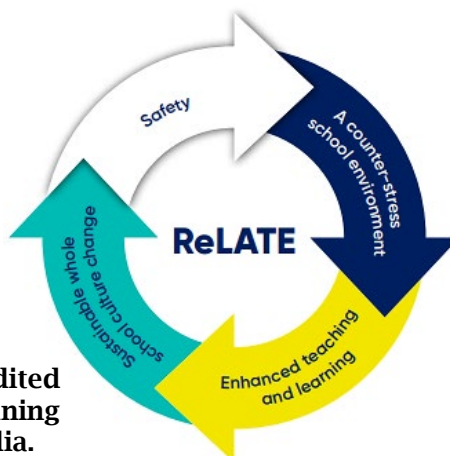 Safety
A counter-stress
school environment
ReLATE
Enhanced teaching
and learning
Sustainable whole
school culture change
dited
ning
lia.